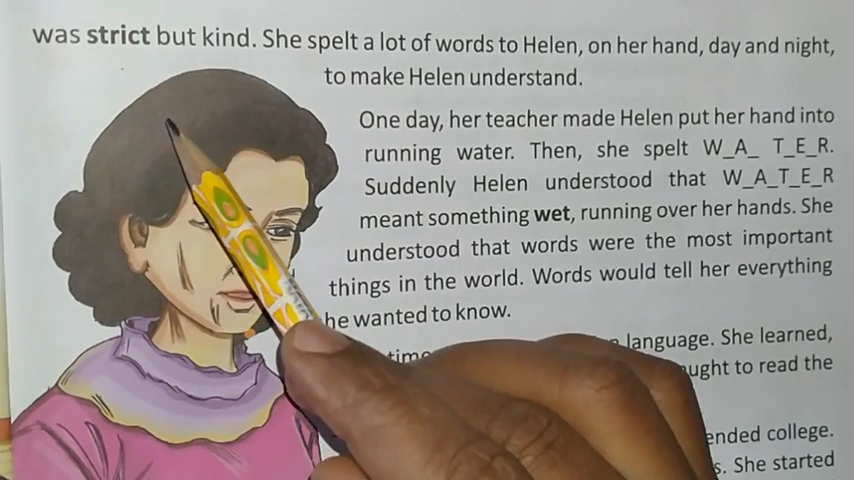 was strict but kind. She spelt a lot of words to Helen, on her hand, day and night,
to make Helen understand.
One day, her teacher made Helen put her hand into
running water. Then, she spelt W_A_ T_E_R.
Suddenly Helen understood that W_A_T_E_R
meant something wet, running over her hands. She
understood that words were the most important
things in the world. Words would tell her everything
he wanted to know.
time language. She learned,
ught to read the
ended college.
s. She started